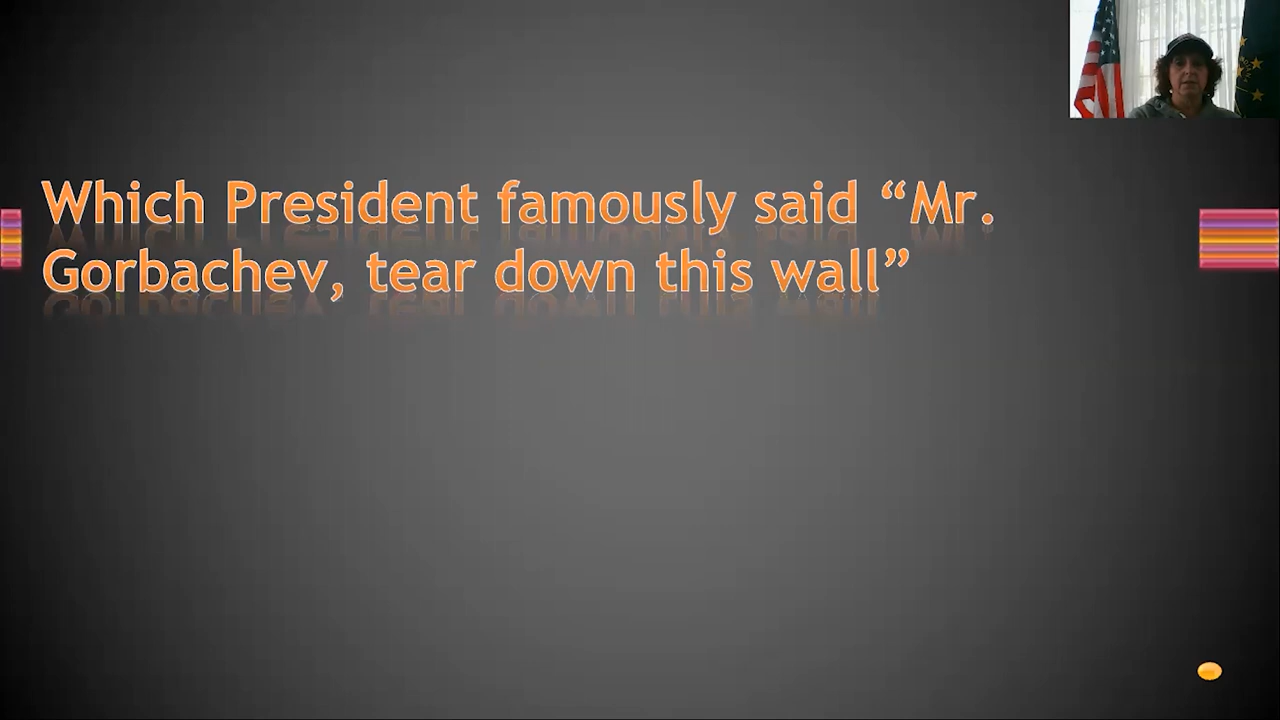 Which President famously said “Mr.
Gorbachev, tear down this wall”